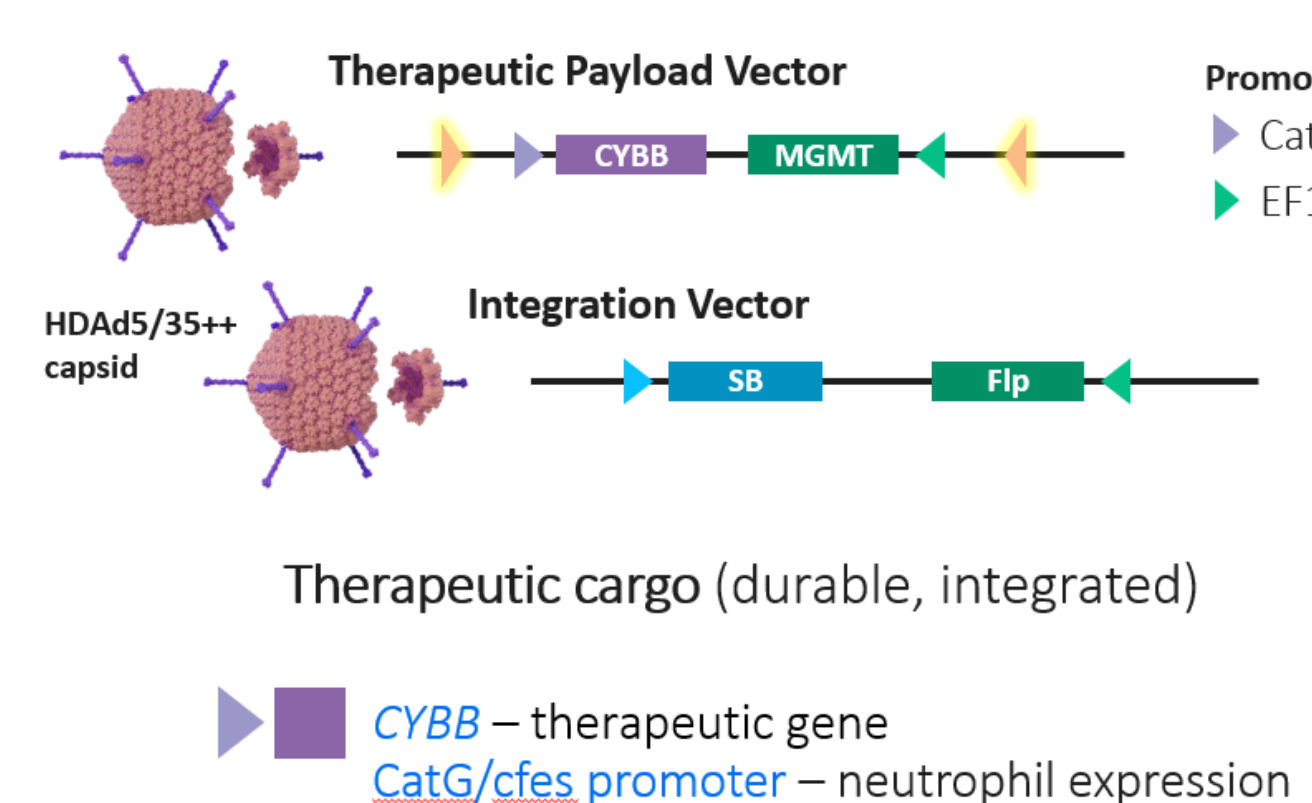 Therapeutic Payload Vector
Promo
CYBB
MGMT
Cat
EF1
Integration Vector
HDAd5/35++
capsid
SB
Flp
Therapeutic cargo (durable, integrated)
CYBB – therapeutic gene
CatG/cfes promoter – neutrophil expression